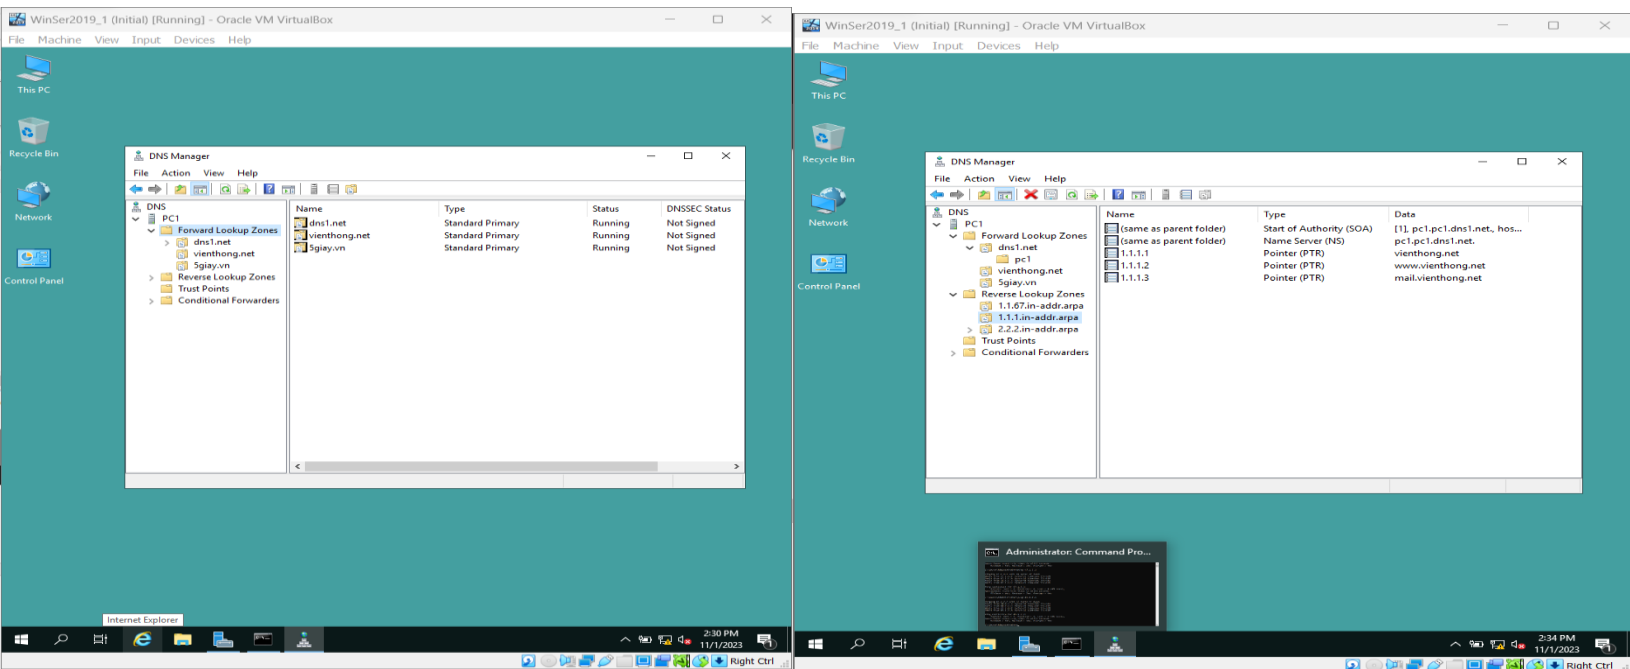 WinSer2019_1 (Initial) [Running] - Oracle VM VirtualBox
File Machine View Input Devices Help
This PC
Recycle Bin
Network
Control Panel
DNS Manager
File Action View Help
DNS
PC1
Forward Lookup Zones
dns1.net
vienthong.net
5giay.vn
Reverse Lookup Zones
Trust Points
Conditional Forwarders
Name Type Status DNSSEC Status
dns1.net Standard Primary Running Not Signed
vienthong.net Standard Primary Running Not Signed
5giay.vn Standard Primary Running Not Signed
Internet Explorer
2:30 PM
11/1/2023
1
Right Ctrl
WinSer2019_1 (Initial) [Running] - Oracle VM VirtualBox
File Machine View Input Devices Help
This PC
Recycle Bin
Network
Control Panel
DNS Manager
File Action View Help
DNS
PC1
Forward Lookup Zones
dns1.net
pc1
vienthong.net
5giay.vn
Reverse Lookup Zones
1.1.67.in-addr.arpa
1.1.1.in-addr.arpa
2.2.2.in-addr.arpa
Trust Points
Conditional Forwarders
Name Type Data
(same as parent folder) Start of Authority (SOA) [1], pc1.pc1.dns1.net., hos...
(same as parent folder) Name Server (NS) pc1.pc1.dns1.net.
1.1.1.1 Pointer (PTR) vienthong.net
1.1.1.2 Pointer (PTR) www.vienthong.net
1.1.1.3 Pointer (PTR) mail.vienthong.net
Administrator: Command Pro...
2:34 PM
11/1/2023
1
Right Ctrl